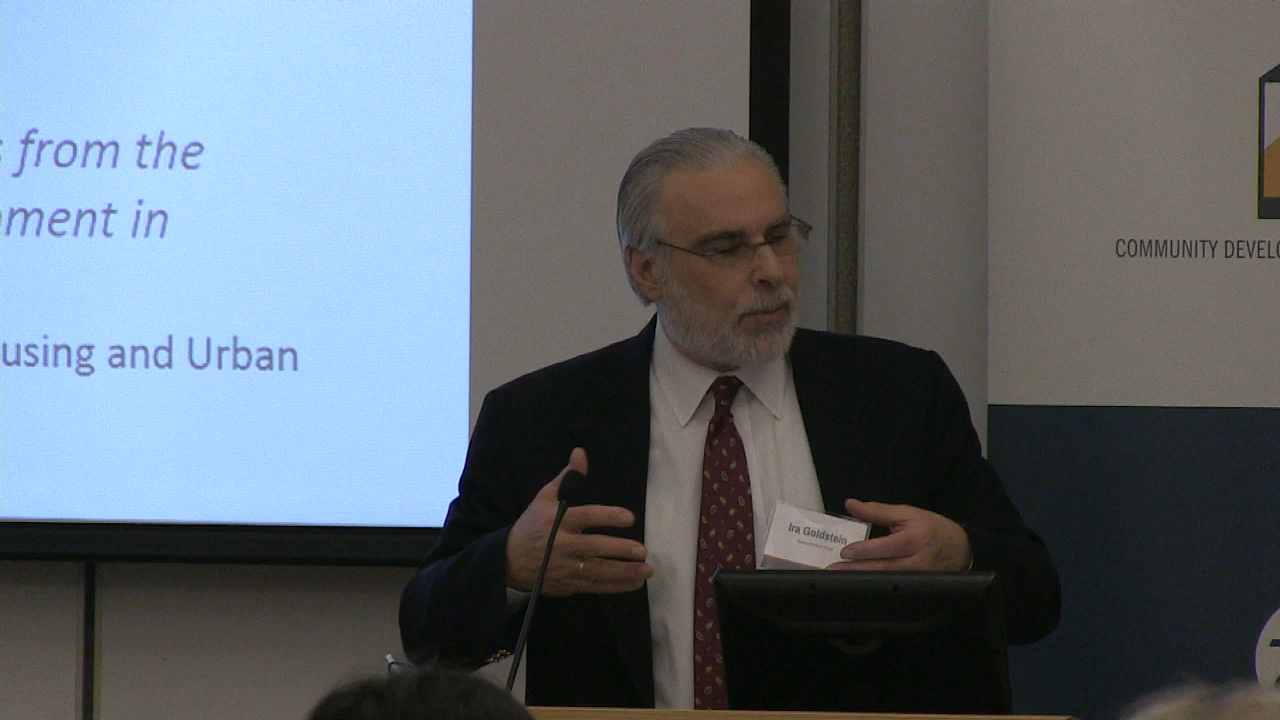 from the
ment in
using and Urban
COMMUNITY DEVELO
Ira Goldstein